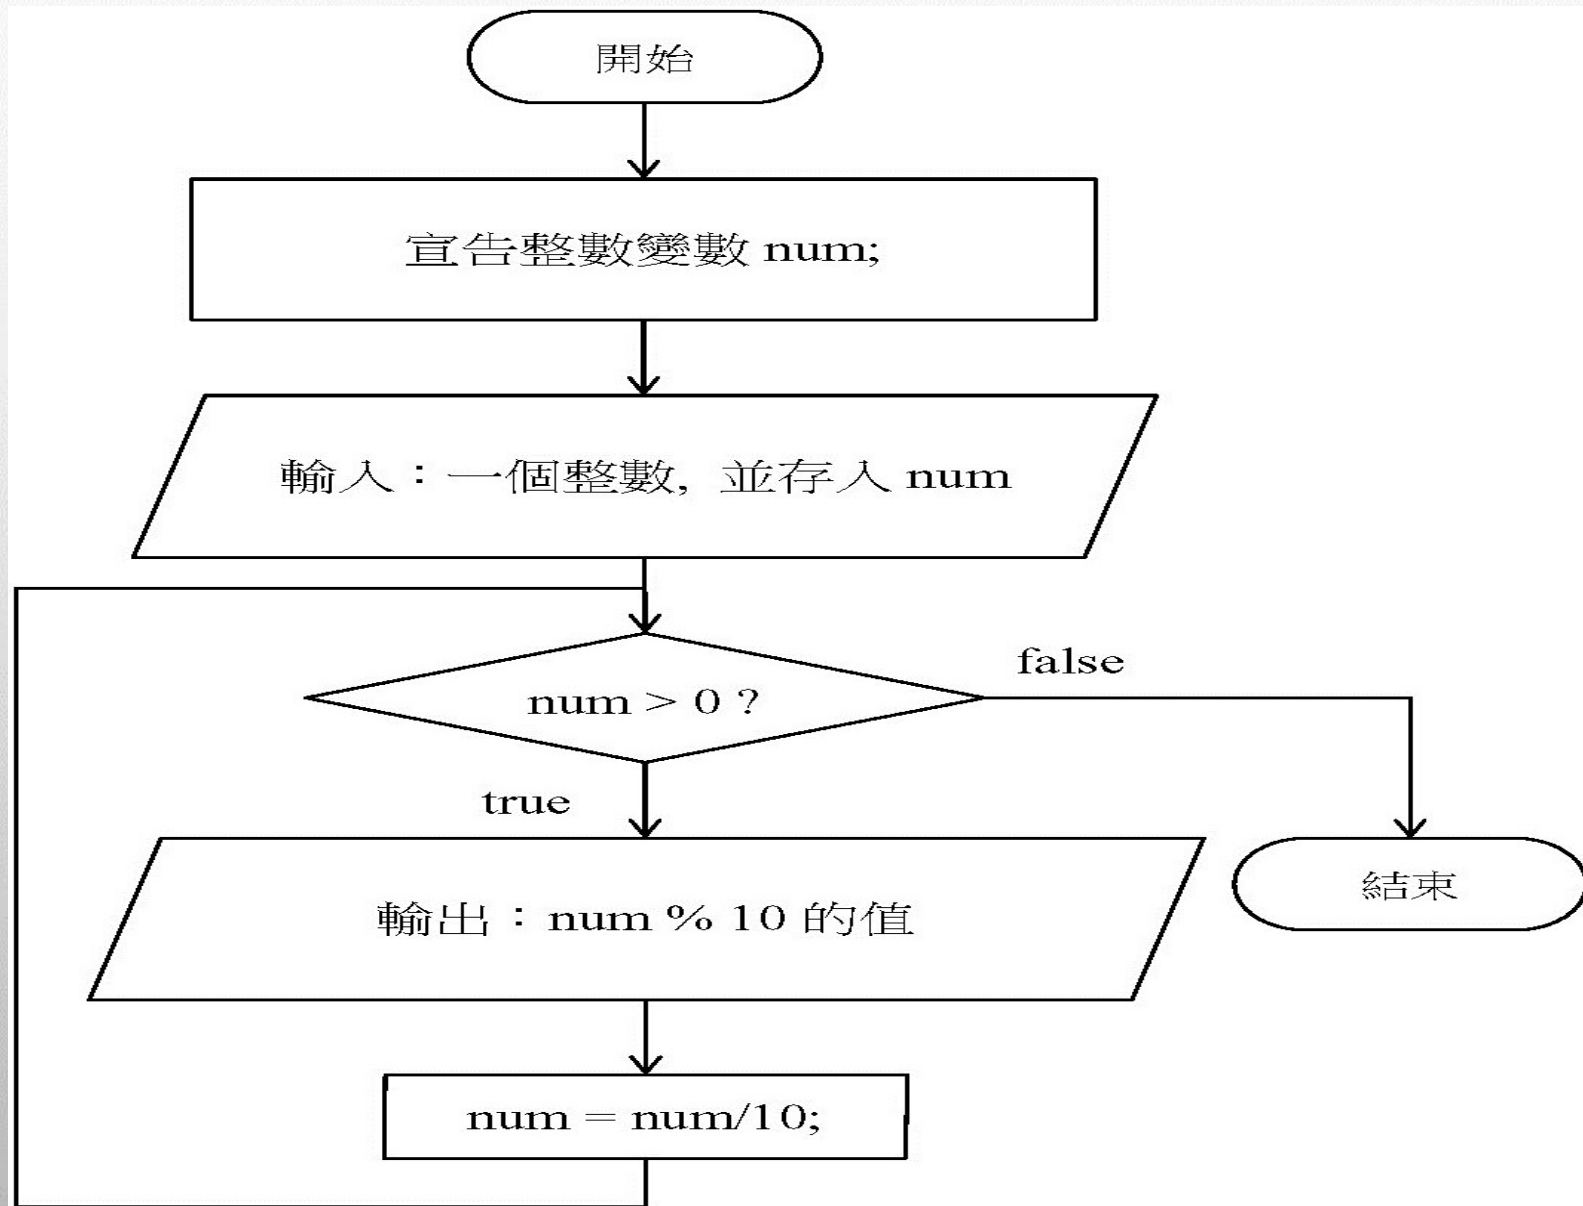 開始
宣告整數變數 num;
輸入：一個整數, 並存入 num
num > 0 ?
false
true
輸出：num % 10 的值
結束
num = num/10;